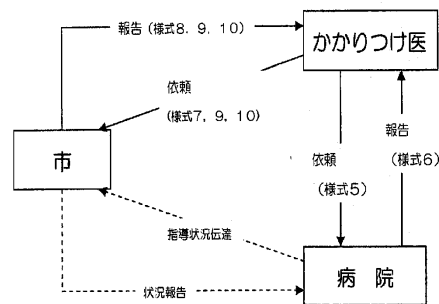 報告（様式8．9．10）
かかりつけ医
依頼
（様式7，9，10）
報告
（様式6）
依頼
（様式5）
市
指導状況伝達
状況報告
病　院